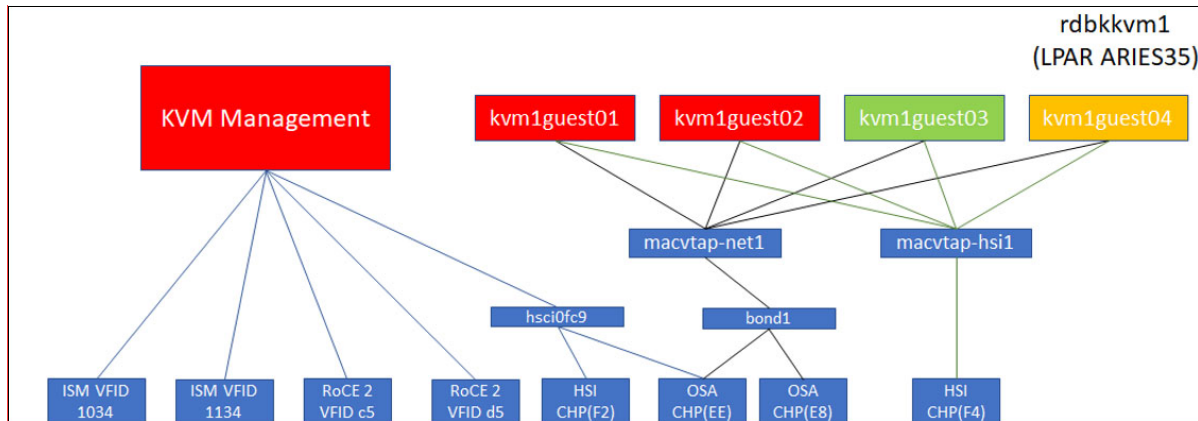 rdbkkvm1
(LPAR ARIES35)
KVM Management
kvm1guest01
kvm1guest02
kvm1guest03
kvm1guest04
macvtap-net1
macvtap-hsi1
hsci0fc9
bond1
ISM VFID
1034
ISM VFID
1134
RoCE 2
VFID c5
RoCE 2
VFID d5
HSI
CHP(F2)
OSA
CHP(EE)
OSA
CHP(E8)
HSI
CHP(F4)